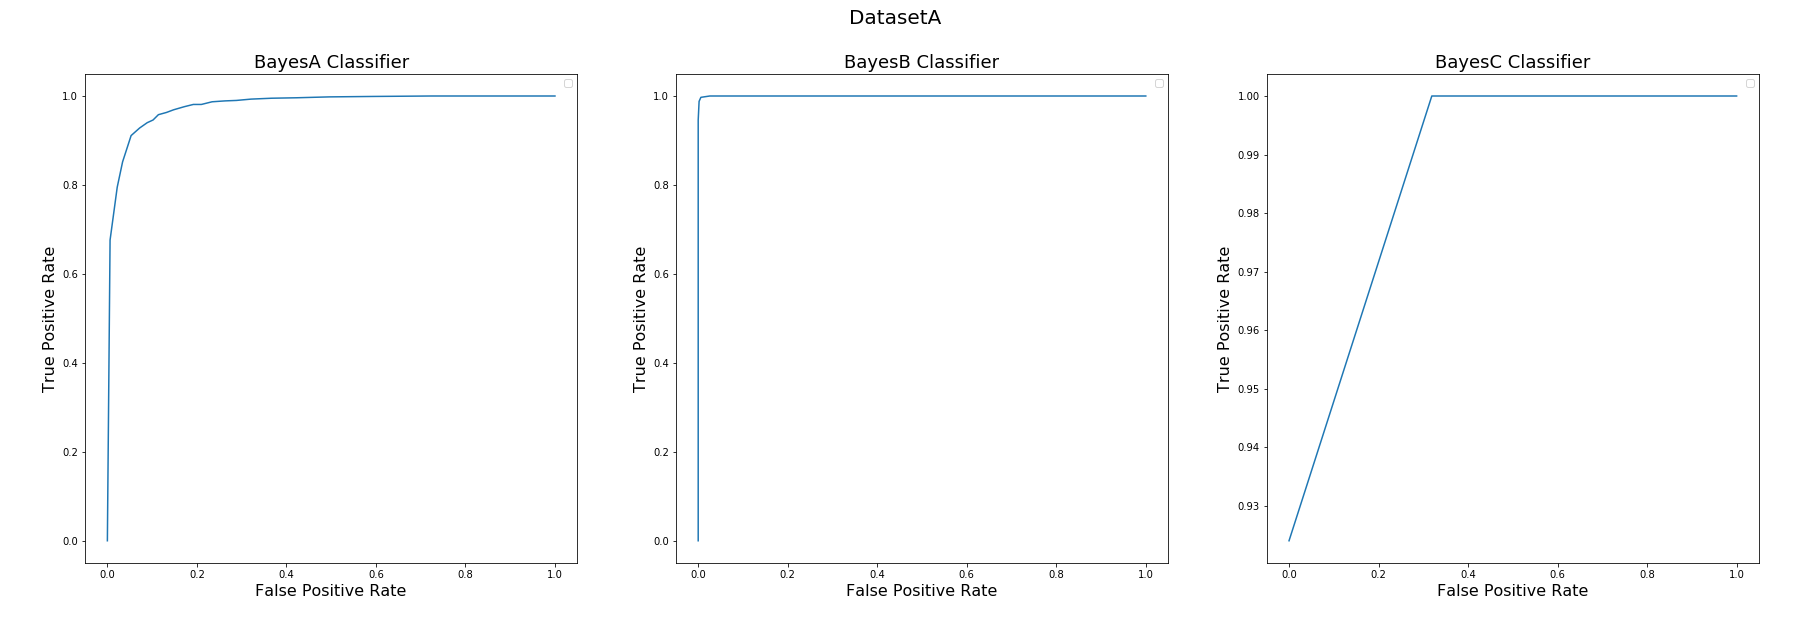 DatasetA
BayesA Classifier
1.0
0.8
0.6
0.4
0.2
0.0
True Positive Rate
0.0 0.2 0.4 0.6 0.8 1.0
False Positive Rate
BayesB Classifier
1.0
0.8
0.6
0.4
0.2
0.0
True Positive Rate
0.0 0.2 0.4 0.6 0.8 1.0
False Positive Rate
BayesC Classifier
1.00
0.99
0.98
0.97
0.96
0.95
0.94
0.93
True Positive Rate
0.0 0.2 0.4 0.6 0.8 1.0
False Positive Rate